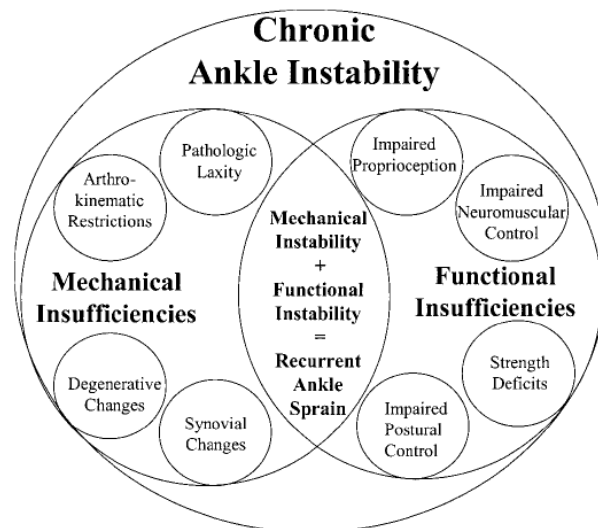 Chronic
Ankle Instability
Pathologic
Laxity
Arthro-
kinematic
Restrictions
Impaired
Proprioception
Impaired
Neuromuscular
Control
Mechanical
Insufficiencies
Mechanical
Instability
+
Functional
Instability
=
Recurrent
Ankle
Sprain
Functional
Insufficiencies
Degenerative
Changes
Synovial
Changes
Impaired
Postural
Control
Strength
Deficits